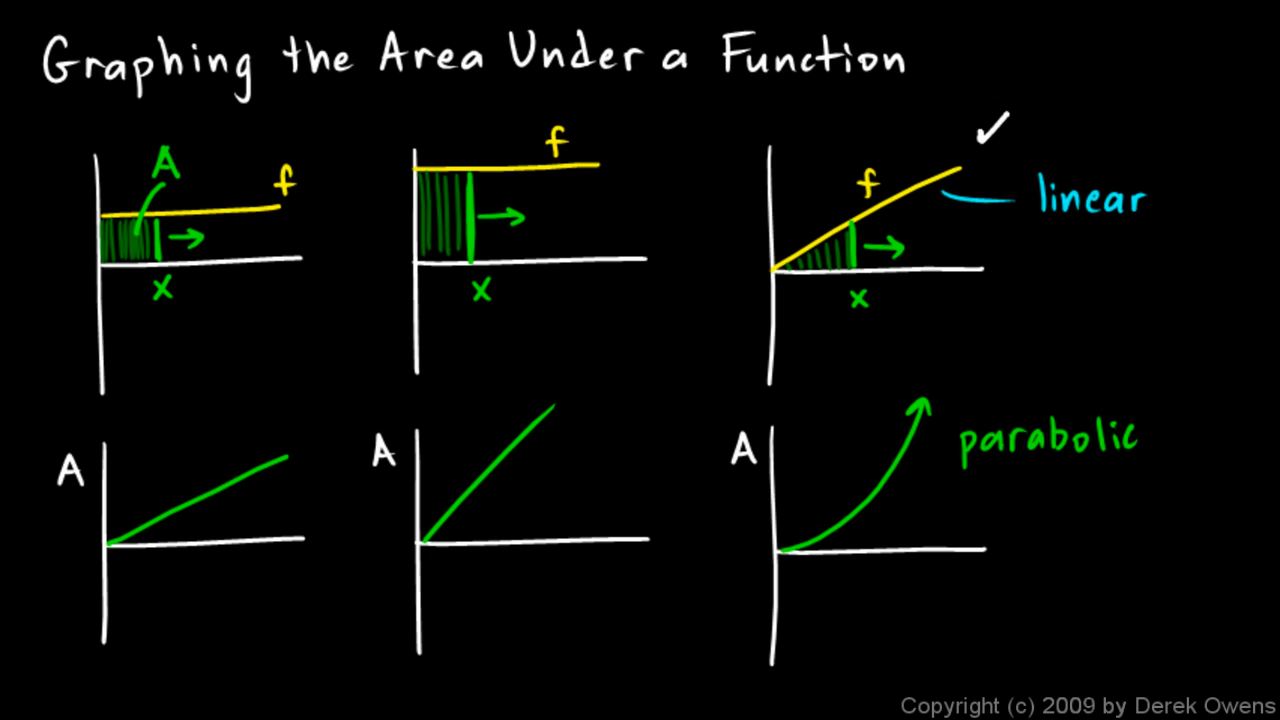 Graphing the Area Under a Function
A
f
x
f
x
f
linear
x
A
A
A
parabolic
Copyright (c) 2009 by Derek Owens